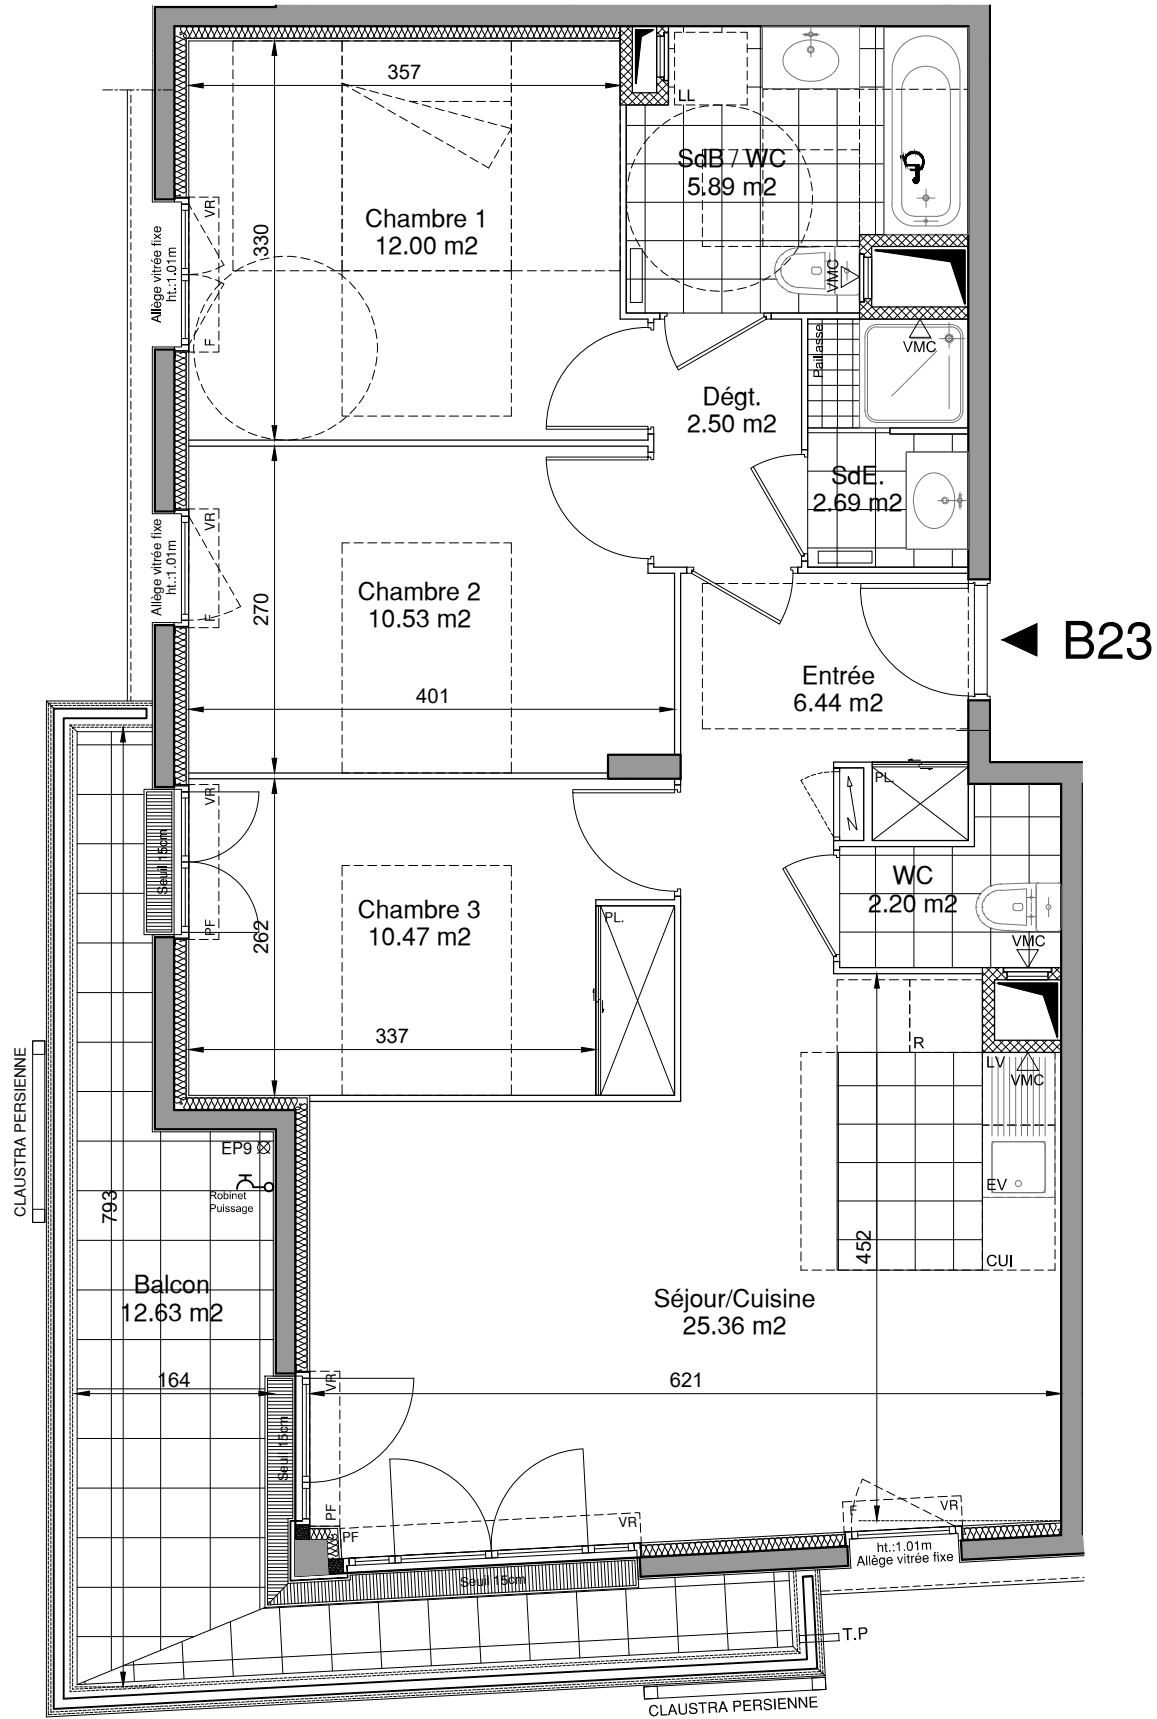 357
LL
SdB / WC
5.89 m2
Chambre 1
12.00 m2
330
VR
Allège vitrée fixe
ht.:1.01m
F
VMC
VMC
Paillasse
Dégt.
2.50 m2
SdE.
2.69 m2
VR
Allège vitrée fixe
ht.:1.01m
F
Chambre 2
10.53 m2
270
401
B23
Entrée
6.44 m2
PL.
VR
Seuil 15cm
PF
WC
2.20 m2
VMC
Chambre 3
10.47 m2
262
PL.
337
R
LV
VMC
CLAUSTRA PERSIENNE
EP9
Robinet
Puissage
793
EV
452
CUI
Balcon
12.63 m2
Séjour/Cuisine
25.36 m2
164
621
VR
Seuil 15cm
PF
PF
VR
F
VR
ht.:1.01m
Allège vitrée fixe
Seuil 15cm
T.P
CLAUSTRA PERSIENNE